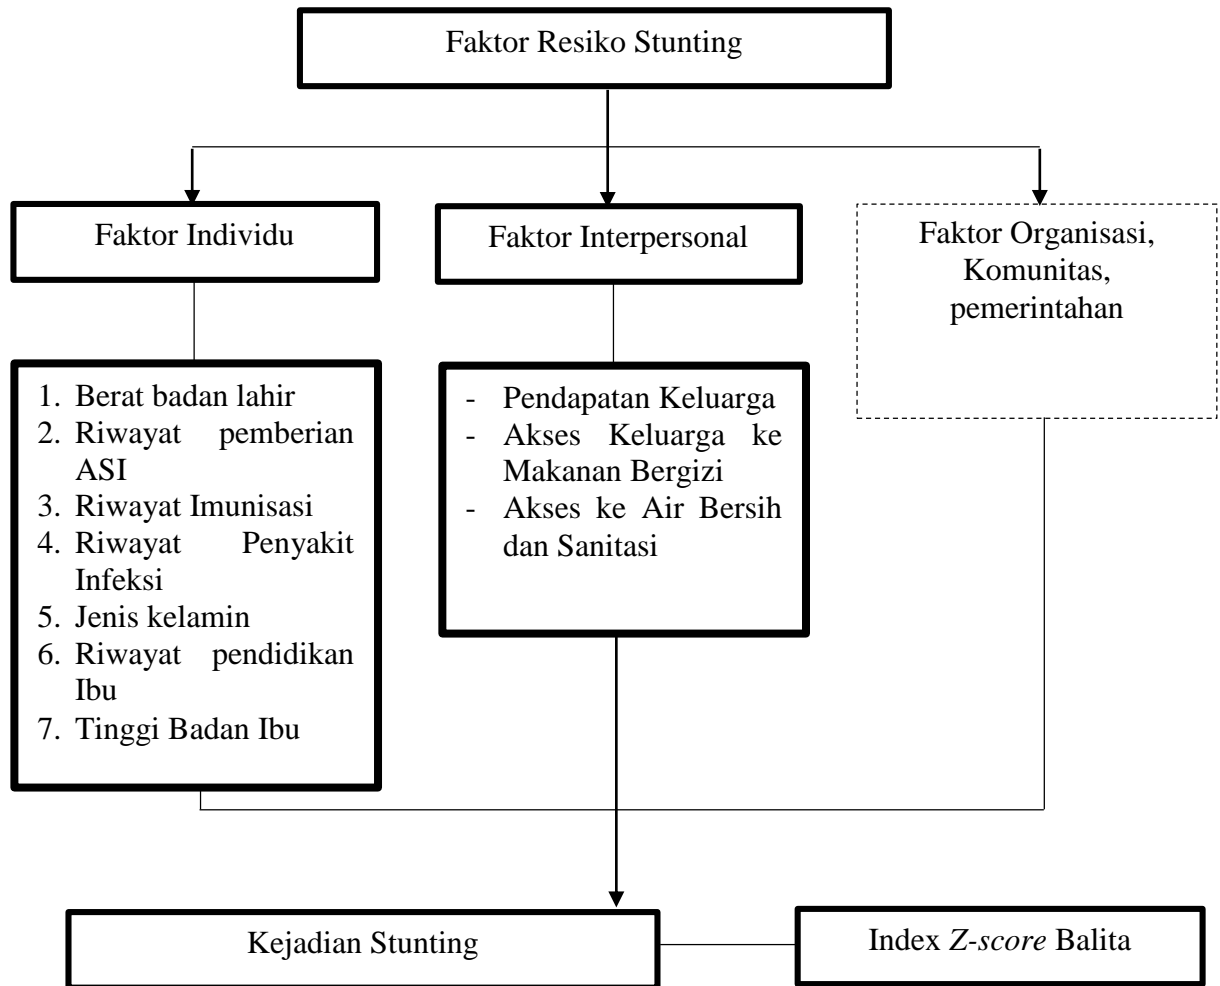 Faktor Resiko Stunting
Faktor Individu
Faktor Interpersonal
Faktor Organisasi,
Komunitas,
pemerintahan
1. Berat badan lahir
2. Riwayat pemberian
ASI
3. Riwayat Imunisasi
4. Riwayat Penyakit
Infeksi
5. Jenis kelamin
6. Riwayat pendidikan
Ibu
7. Tinggi Badan Ibu
- Pendapatan Keluarga
- Akses Keluarga ke
Makanan Bergizi
- Akses ke Air Bersih
dan Sanitasi
Kejadian Stunting
Index Z-score Balita